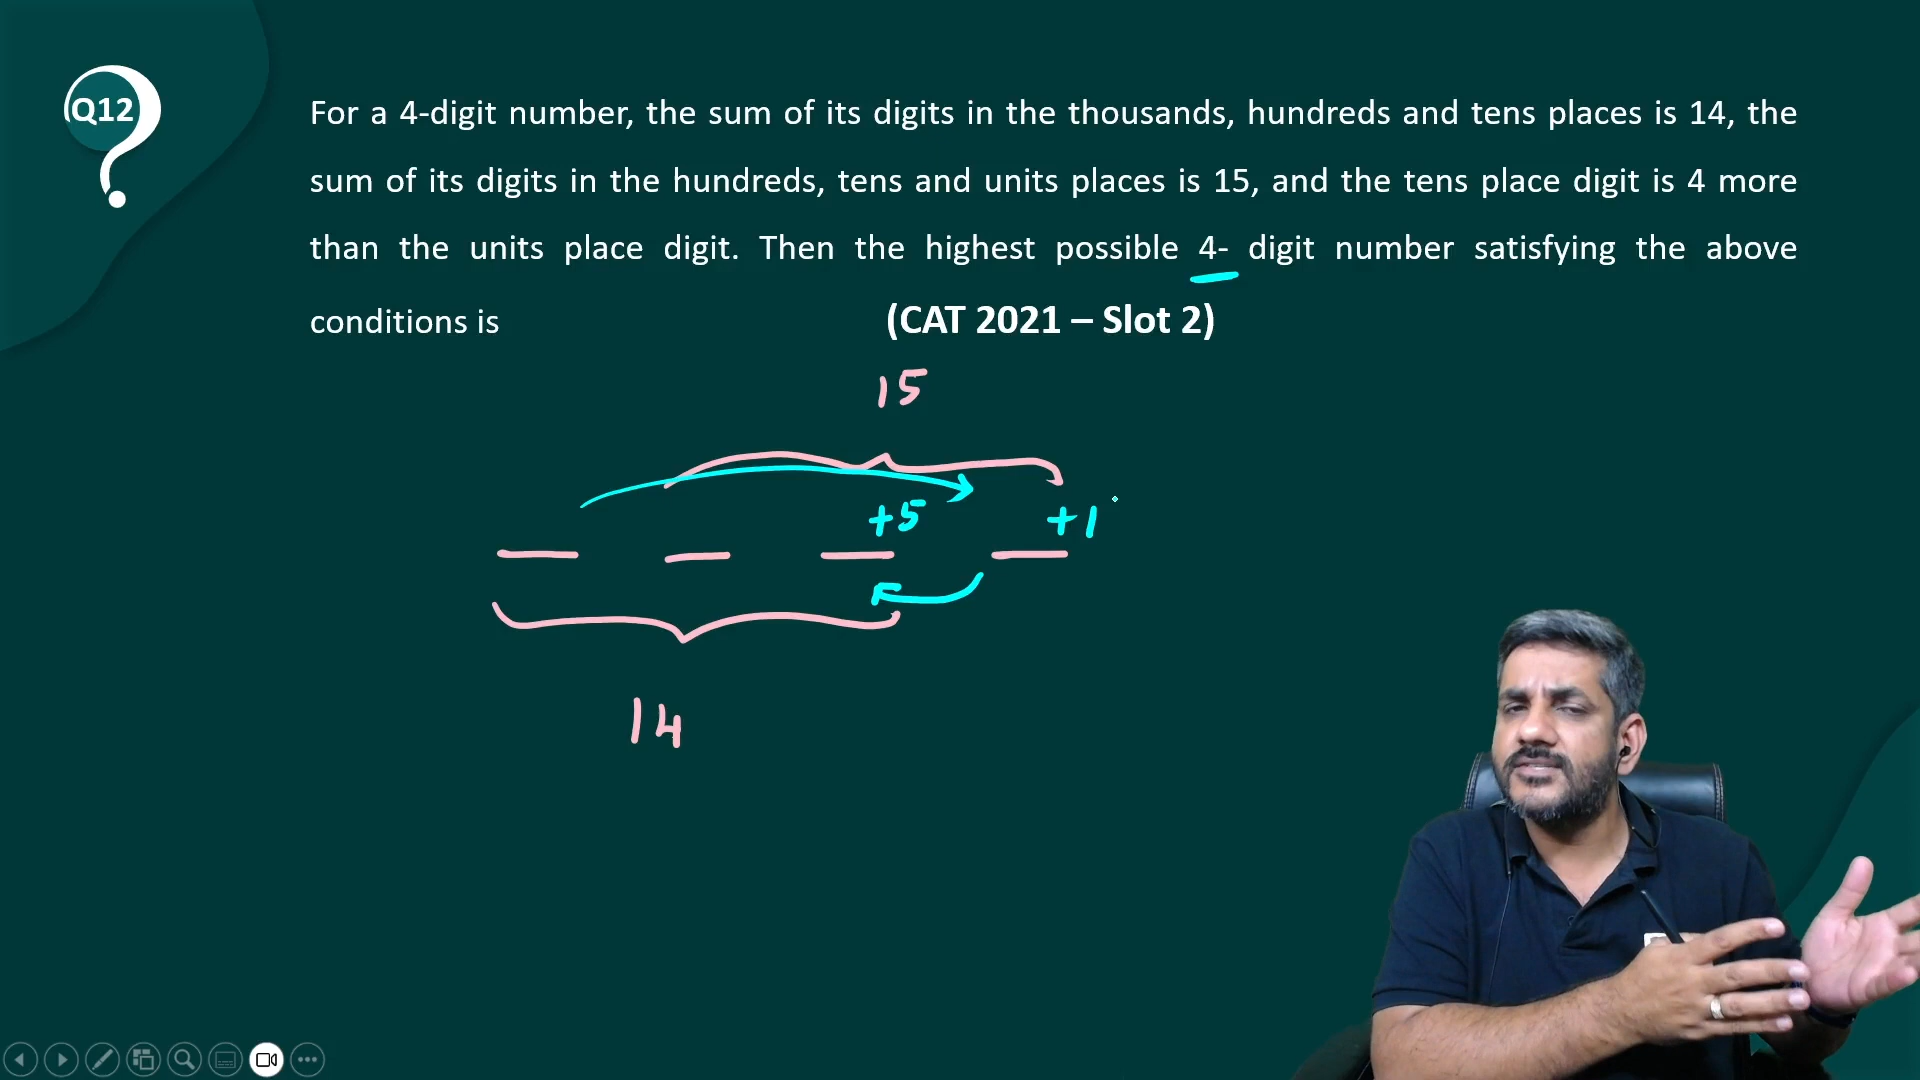 Q12
For a 4-digit number, the sum of its digits in the thousands, hundreds and tens places is 14, the
sum of its digits in the hundreds, tens and units places is 15, and the tens place digit is 4 more
than the units place digit. Then the highest possible 4- digit number satisfying the above
conditions is (CAT 2021 – Slot 2)
15
+5 +1
14